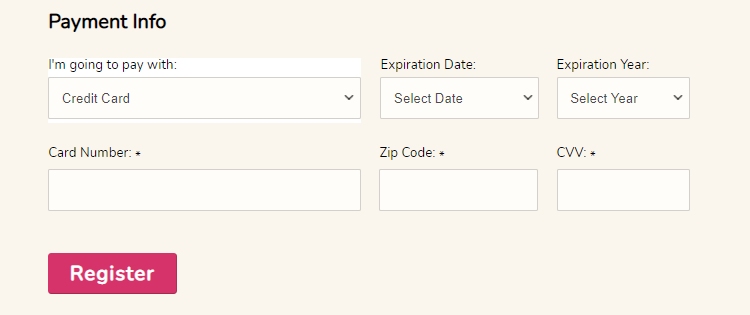 Payment Info
I'm going to pay with: Expiration Date: Expiration Year:
Credit Card Select Date Select Year
Card Number: * Zip Code: * CVV: *
Register